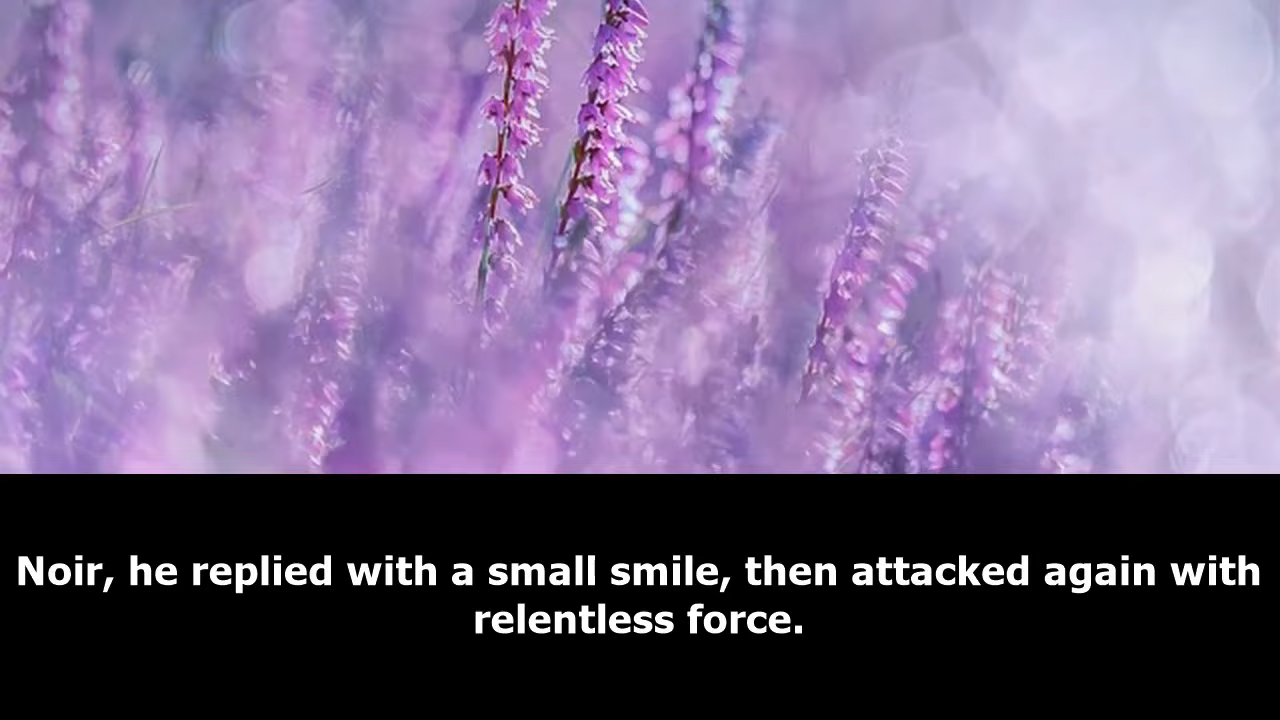 Noir, he replied with a small smile, then attacked again with
relentless force.